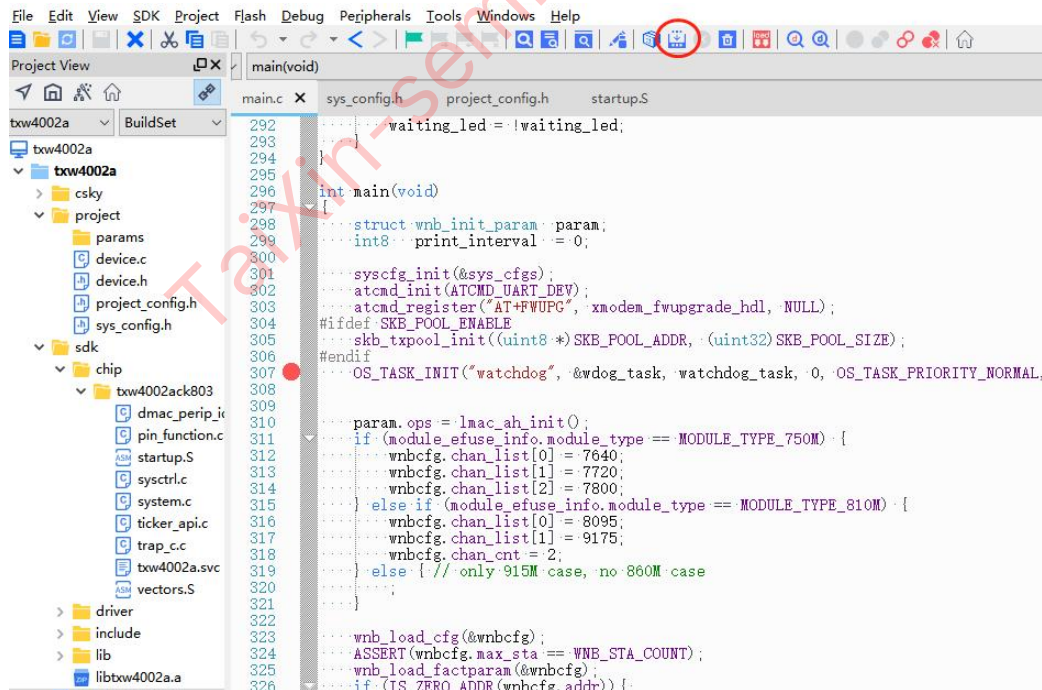 File Edit View SDK Project Flash Debug Peripherals Tools Windows Help
Project View
main(void)
main.c sys_config.h project_config.h startup.S
txw4002a BuildSet
txw4002a
txw4002a
csky
project
params
device.c
device.h
project_config.h
sys_config.h
sdk
chip
txw4002ack803
dmac_perip_ic
pin_function.c
startup.S
sysctrl.c
system.c
ticker_api.c
trap_c.c
txw4002a.svc
vectors.S
driver
include
lib
libtxw4002a.a
292 waiting_led = !waiting_led;
293 }
294 }
295
296 int main(void)
297 {
298 struct wnb_init_param param;
299 int8 print_interval = 0;
300
301 syscfg_init(&sys_cfgs);
302 atcmd_init(ATCMD_UART_DEV);
303 atcmd_register("AT+FWUPG", xmodem_fwupgrade_hdl, NULL);
304 #ifdef SKB_POOL_ENABLE
305 skb_txpool_init((uint8 *)SKB_POOL_ADDR, (uint32)SKB_POOL_SIZE);
306 #endif
307 OS_TASK_INIT("watchdog", &wdog_task, watchdog_task, 0, OS_TASK_PRIORITY_NORMAL,
308
309
310 param.ops = lmac_ah_init();
311 if (module_efuse_info.module_type == MODULE_TYPE_750M) {
312 wnbcfg.chan_list[0] = 7640;
313 wnbcfg.chan_list[1] = 7720;
314 wnbcfg.chan_list[2] = 7800;
315 } else if (module_efuse_info.module_type == MODULE_TYPE_810M) {
316 wnbcfg.chan_list[0] = 8095;
317 wnbcfg.chan_list[1] = 9175;
318 wnbcfg.chan_cnt = 2;
319 } else { // only 915M case, no 860M case
320 ;
321 }
322
323 wnb_load_cfg(&wnbcfg);
324 ASSERT(wnbcfg.max_sta == WNB_STA_COUNT);
325 wnb_load_factparam(&wnbcfg);
326 if (IS_ZERO_ADDR(wnbcfg.addr)) {
TaiXin-semi